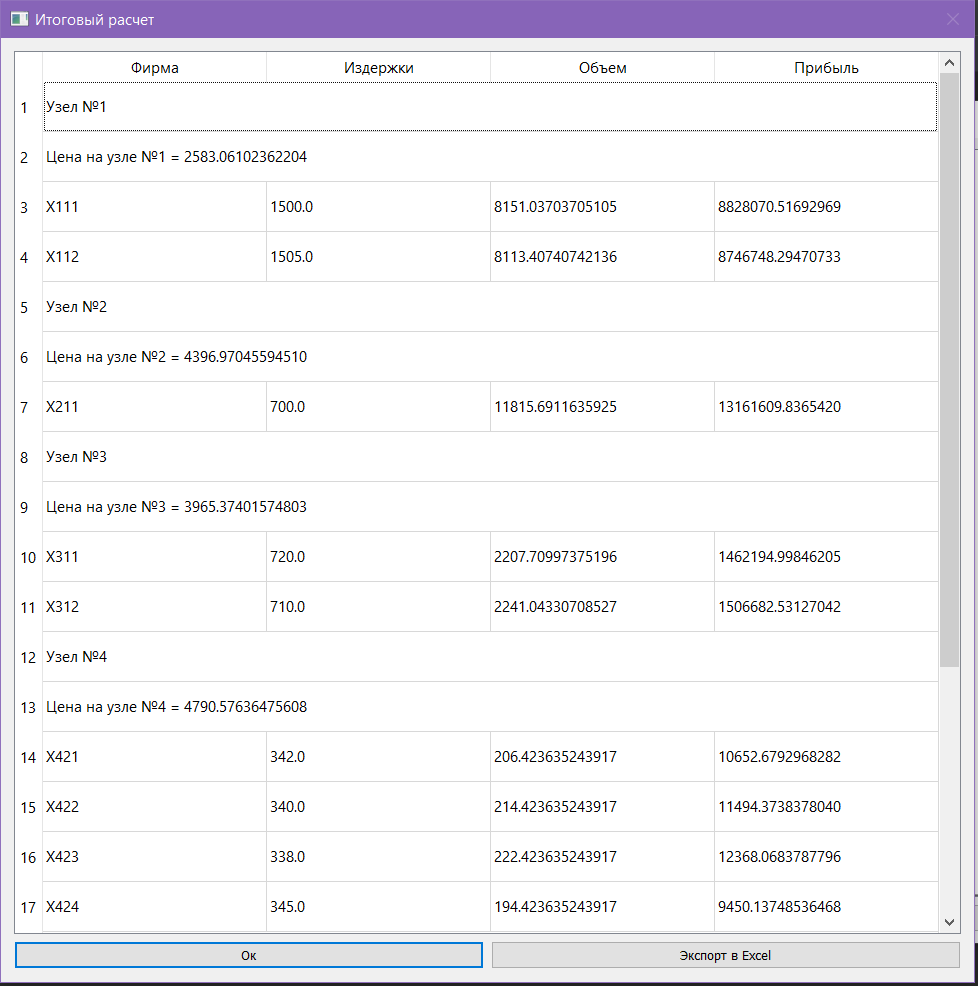 Итоговый расчет
Фирма Издержки Объем Прибыль
1 Узел №1
2 Цена на узле №1 = 2583.06102362204
3 X111 1500.0 8151.03703705105 8828070.51692969
4 X112 1505.0 8113.40740742136 8746748.29470733
5 Узел №2
6 Цена на узле №2 = 4396.97045594510
7 X211 700.0 11815.6911635925 13161609.8365420
8 Узел №3
9 Цена на узле №3 = 3965.37401574803
10 X311 720.0 2207.70997375196 1462194.99846205
11 X312 710.0 2241.04330708527 1506682.53127042
12 Узел №4
13 Цена на узле №4 = 4790.57636475608
14 X421 342.0 206.423635243917 10652.6792968282
15 X422 340.0 214.423635243917 11494.3738378040
16 X423 338.0 222.423635243917 12368.0683787796
17 X424 345.0 194.423635243917 9450.13748536468
Ок Экспорт в Excel